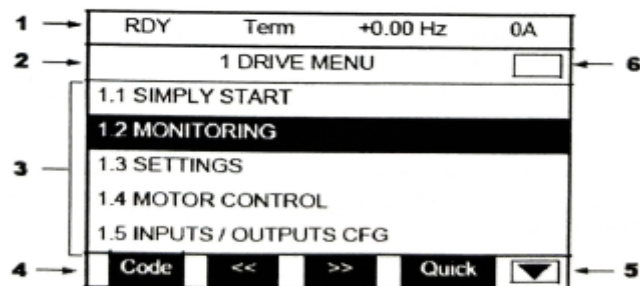 1 RDY Term +0.00 Hz 0A
2 1 DRIVE MENU 6
1.1 SIMPLY START
1.2 MONITORING
3 1.3 SETTINGS
1.4 MOTOR CONTROL
1.5 INPUTS / OUTPUTS CFG
4 Code << >> Quick 5